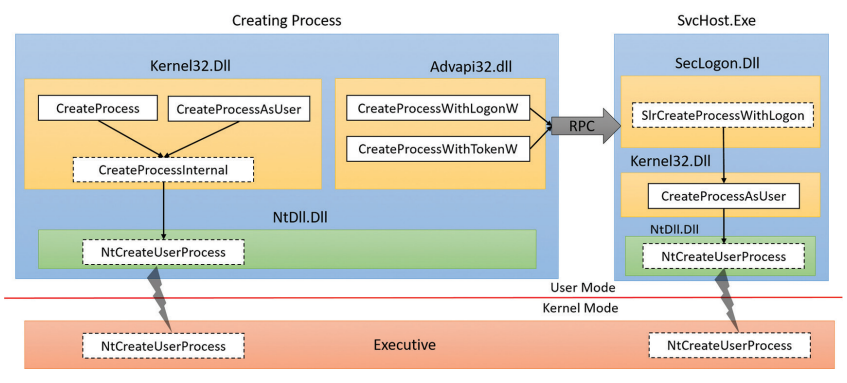 Creating Process
SvcHost.Exe
Kernel32.Dll
Advapi32.dll
SecLogon.Dll
CreateProcess
CreateProcessAsUser
CreateProcessWithLogonW
SlrCreateProcessWithLogon
RPC
CreateProcessWithTokenW
CreateProcessInternal
Kernel32.Dll
CreateProcessAsUser
NtDll.Dll
NtDll.Dll
NtCreateUserProcess
NtCreateUserProcess
User Mode
Kernel Mode
NtCreateUserProcess
Executive
NtCreateUserProcess